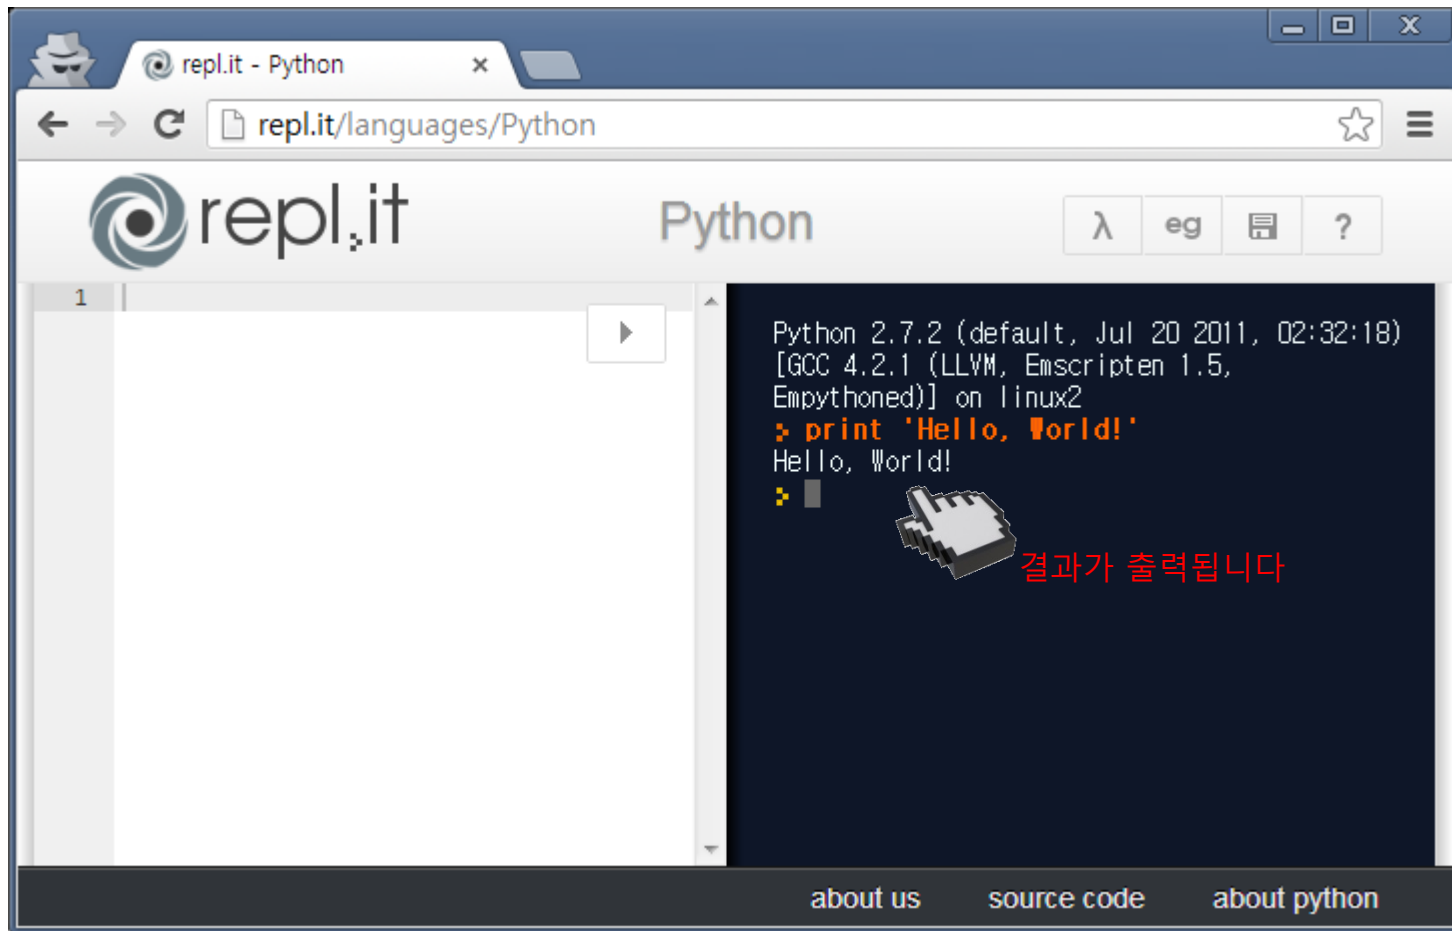 repl.it - Python
repl.it/languages/Python
repl.it
Python
λ eg ?
1
Python 2.7.2 (default, Jul 20 2011, 02:32:18)
[GCC 4.2.1 (LLVM, Emscripten 1.5,
Empythoned)] on linux2
> print 'Hello, World!'
Hello, World!
>
결과가 출력됩니다
about us source code about python